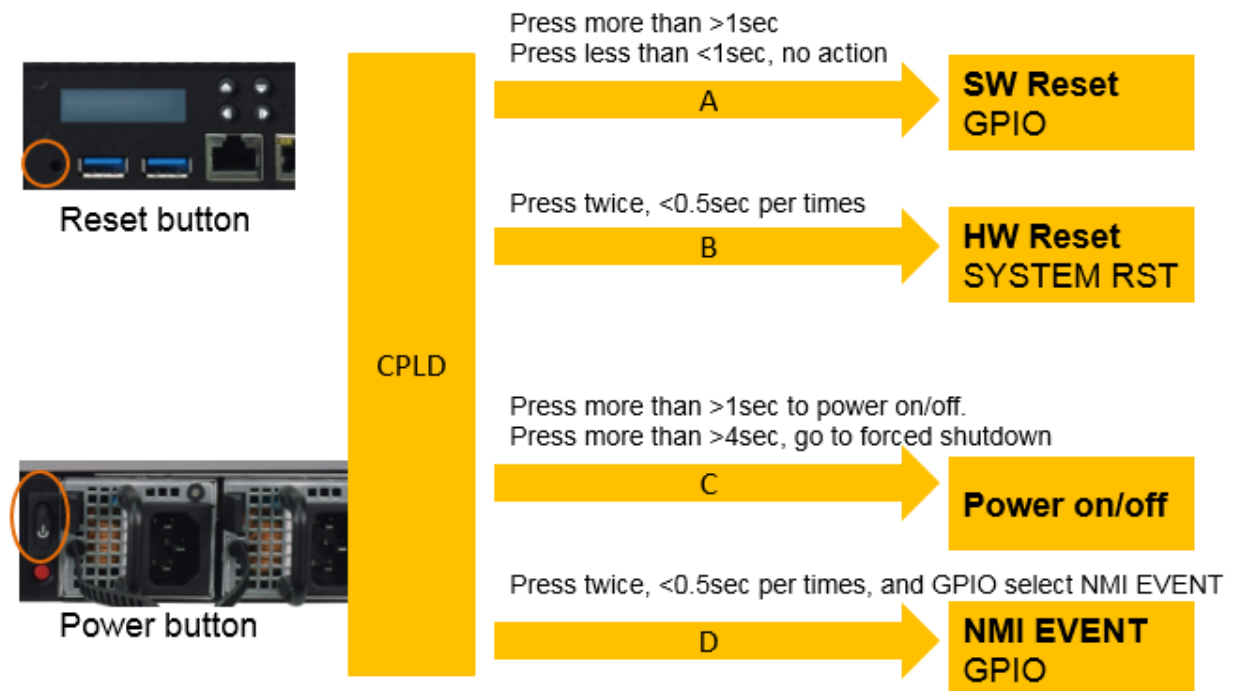 Press more than >1sec
Press less than <1sec, no action
A
SW Reset
GPIO
Reset button
Press twice, <0.5sec per times
B
HW Reset
SYSTEM RST
CPLD
Press more than >1sec to power on/off.
Press more than >4sec, go to forced shutdown
C
Power on/off
Power button
Press twice, <0.5sec per times, and GPIO select NMI EVENT
D
NMI EVENT
GPIO